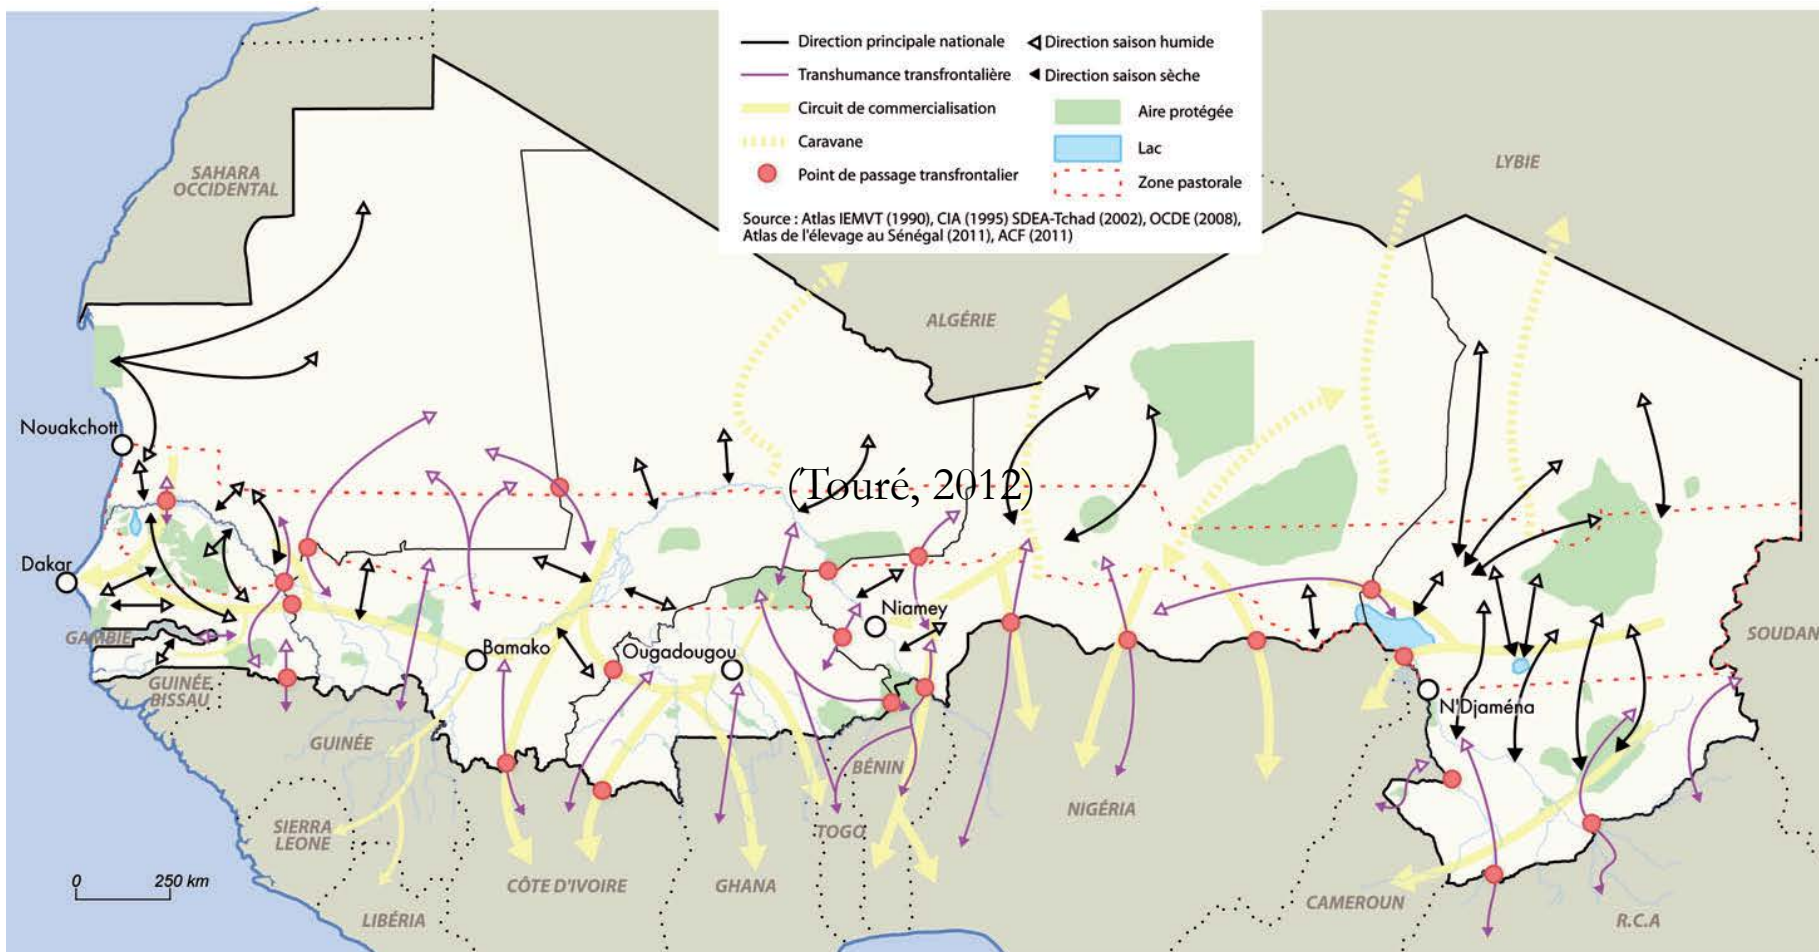 Direction principale nationale
Direction saison humide
Transhumance transfrontalière
Direction saison sèche
Circuit de commercialisation
Aire protégée
Caravane
Lac
Point de passage transfrontalier
Zone pastorale
Source : Atlas IEMVT (1990), CIA (1995) SDEA-Tchad (2002), OCDE (2008),
Atlas de l'élevage au Sénégal (2011), ACF (2011)
SAHARA
OCCIDENTAL
LYBIE
ALGÉRIE
Nouakchott
(Touré, 2012)
Dakar
Niamey
GAMBIE
Bamako
Ougadougou
SOUDAN
GUINÉE
BISSAU
N'Djaména
GUINÉE
BÉNIN
NIGÉRIA
SIERRA
LEONE
TOGO
0 250 km
CÔTE D'IVOIRE
GHANA
CAMEROUN
LIBÉRIA
R.C.A